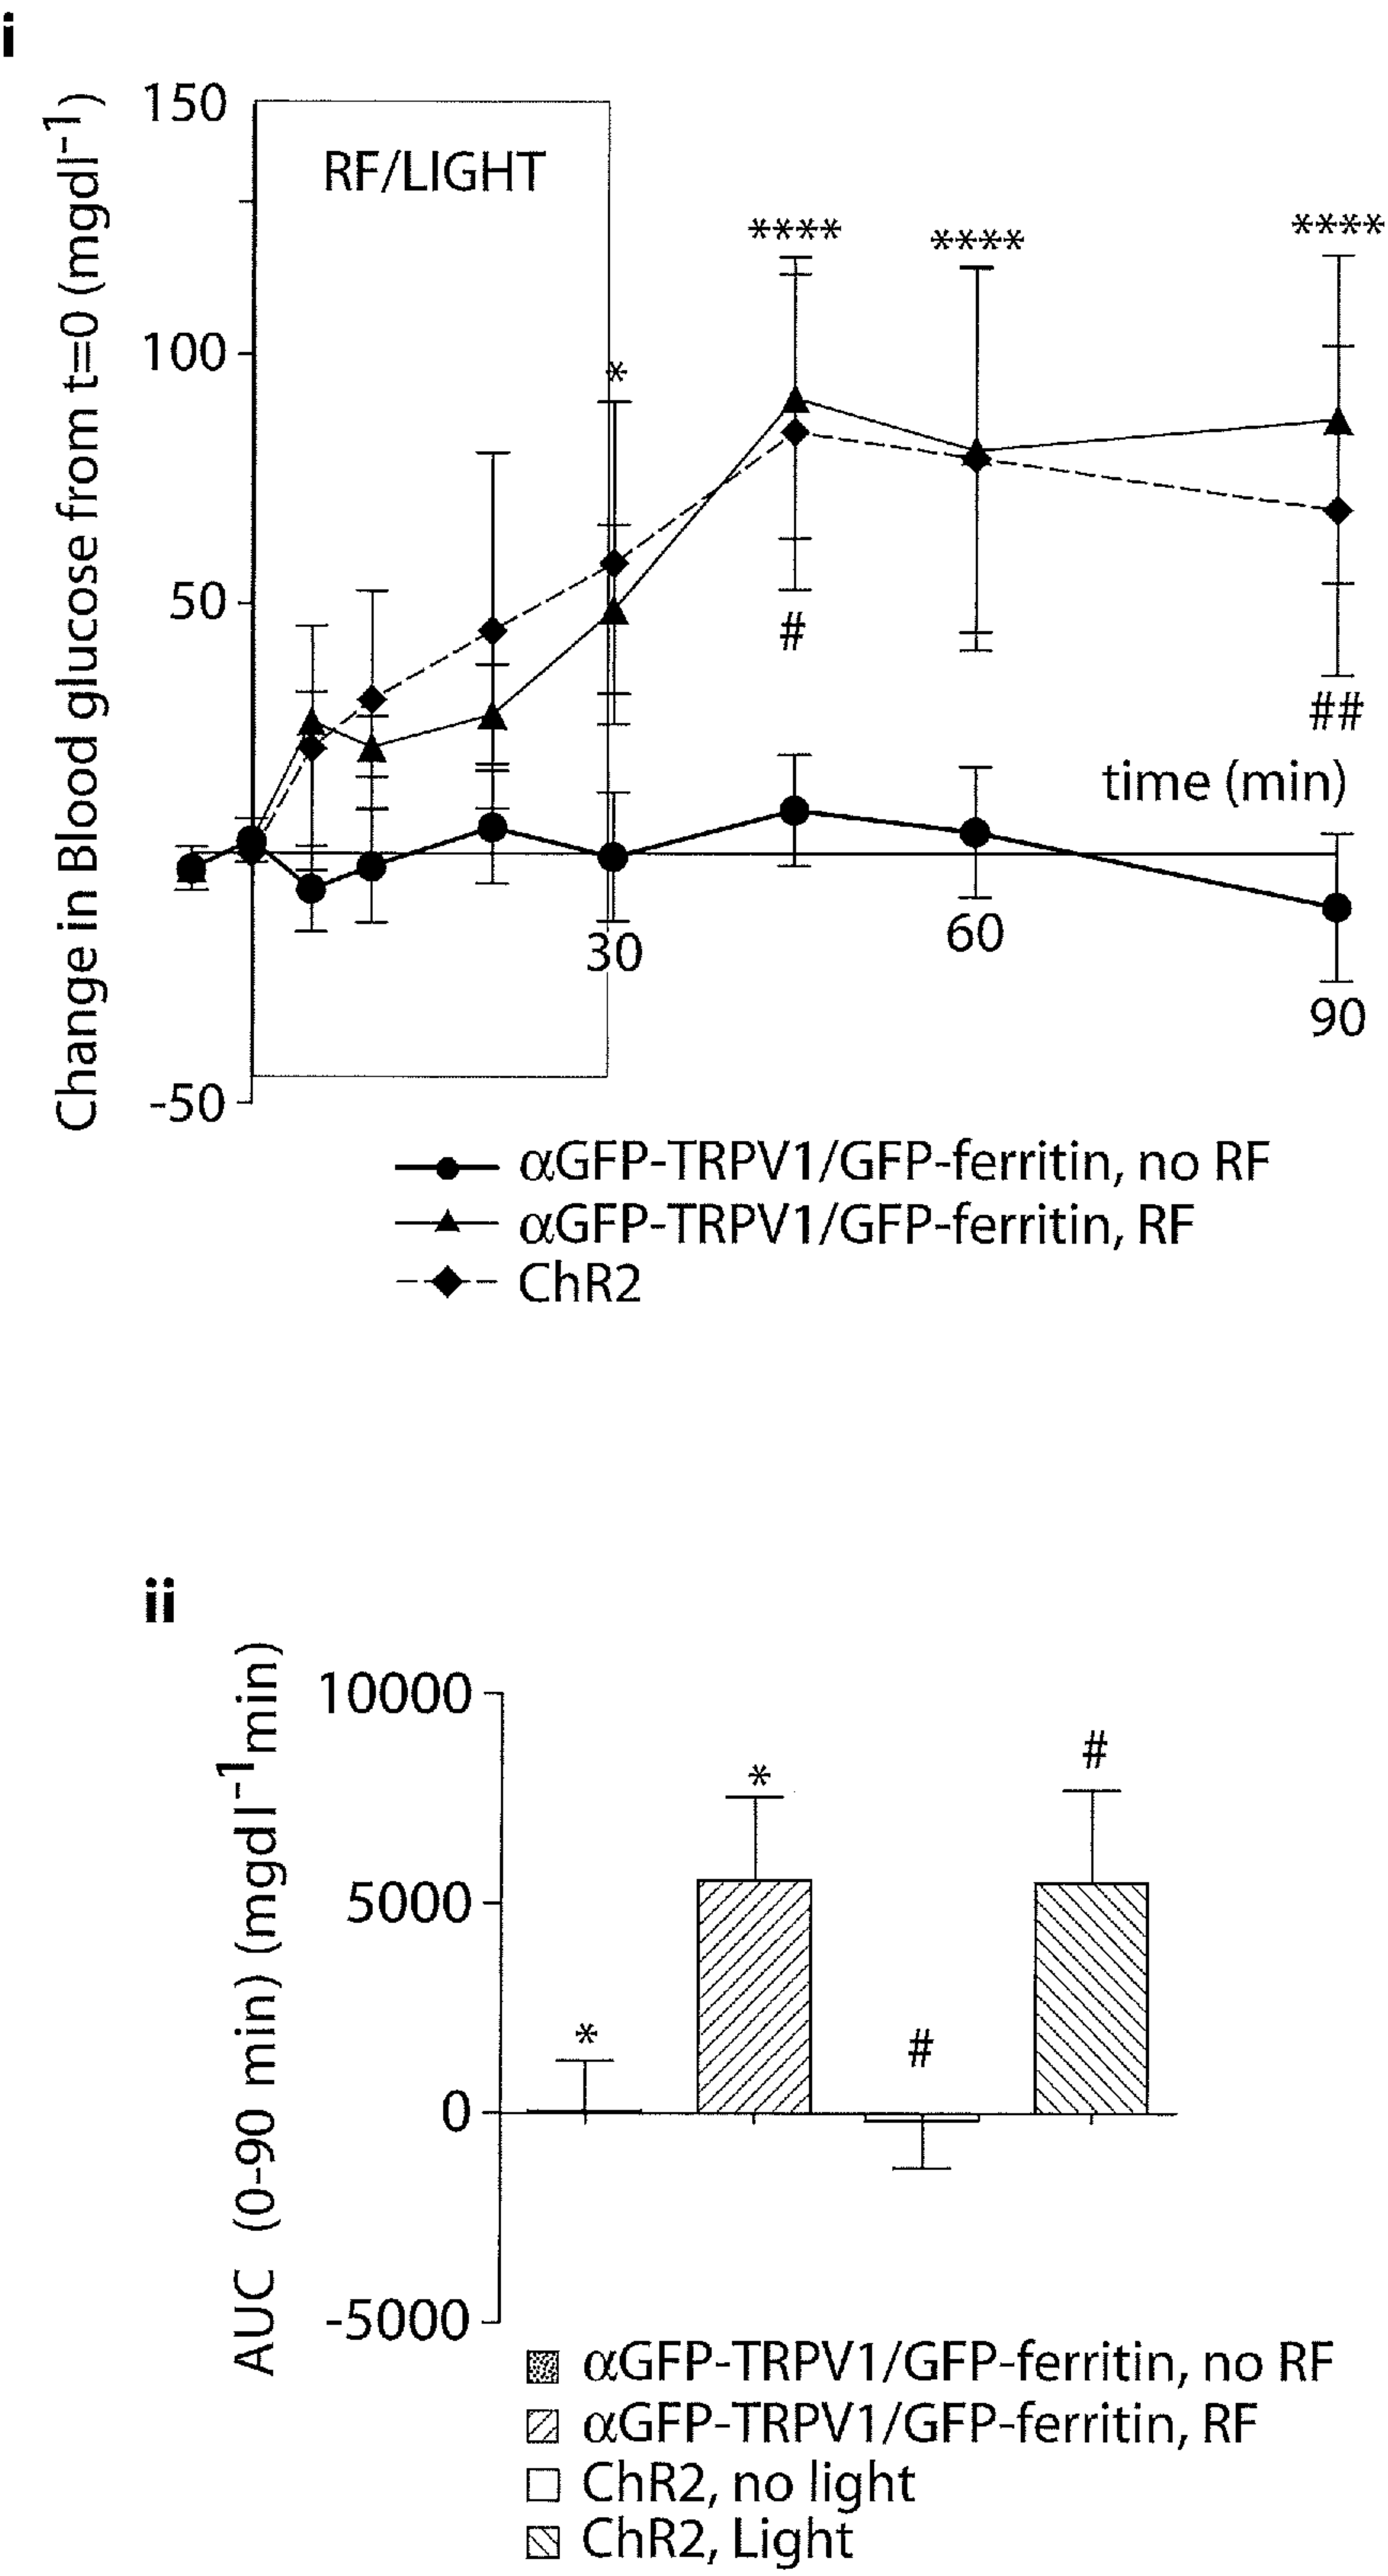 i
Change in Blood glucose from t=0 (mgdl⁻¹)
150
100
50
-50
RF/LIGHT
*
****
****
****
#
##
time (min)
30
60
90
αGFP-TRPV1/GFP-ferritin, no RF
αGFP-TRPV1/GFP-ferritin, RF
ChR2
ii
AUC (0-90 min) (mgdl⁻¹min)
10000
5000
0
-5000
*
*
#
#
αGFP-TRPV1/GFP-ferritin, no RF
αGFP-TRPV1/GFP-ferritin, RF
ChR2, no light
ChR2, Light